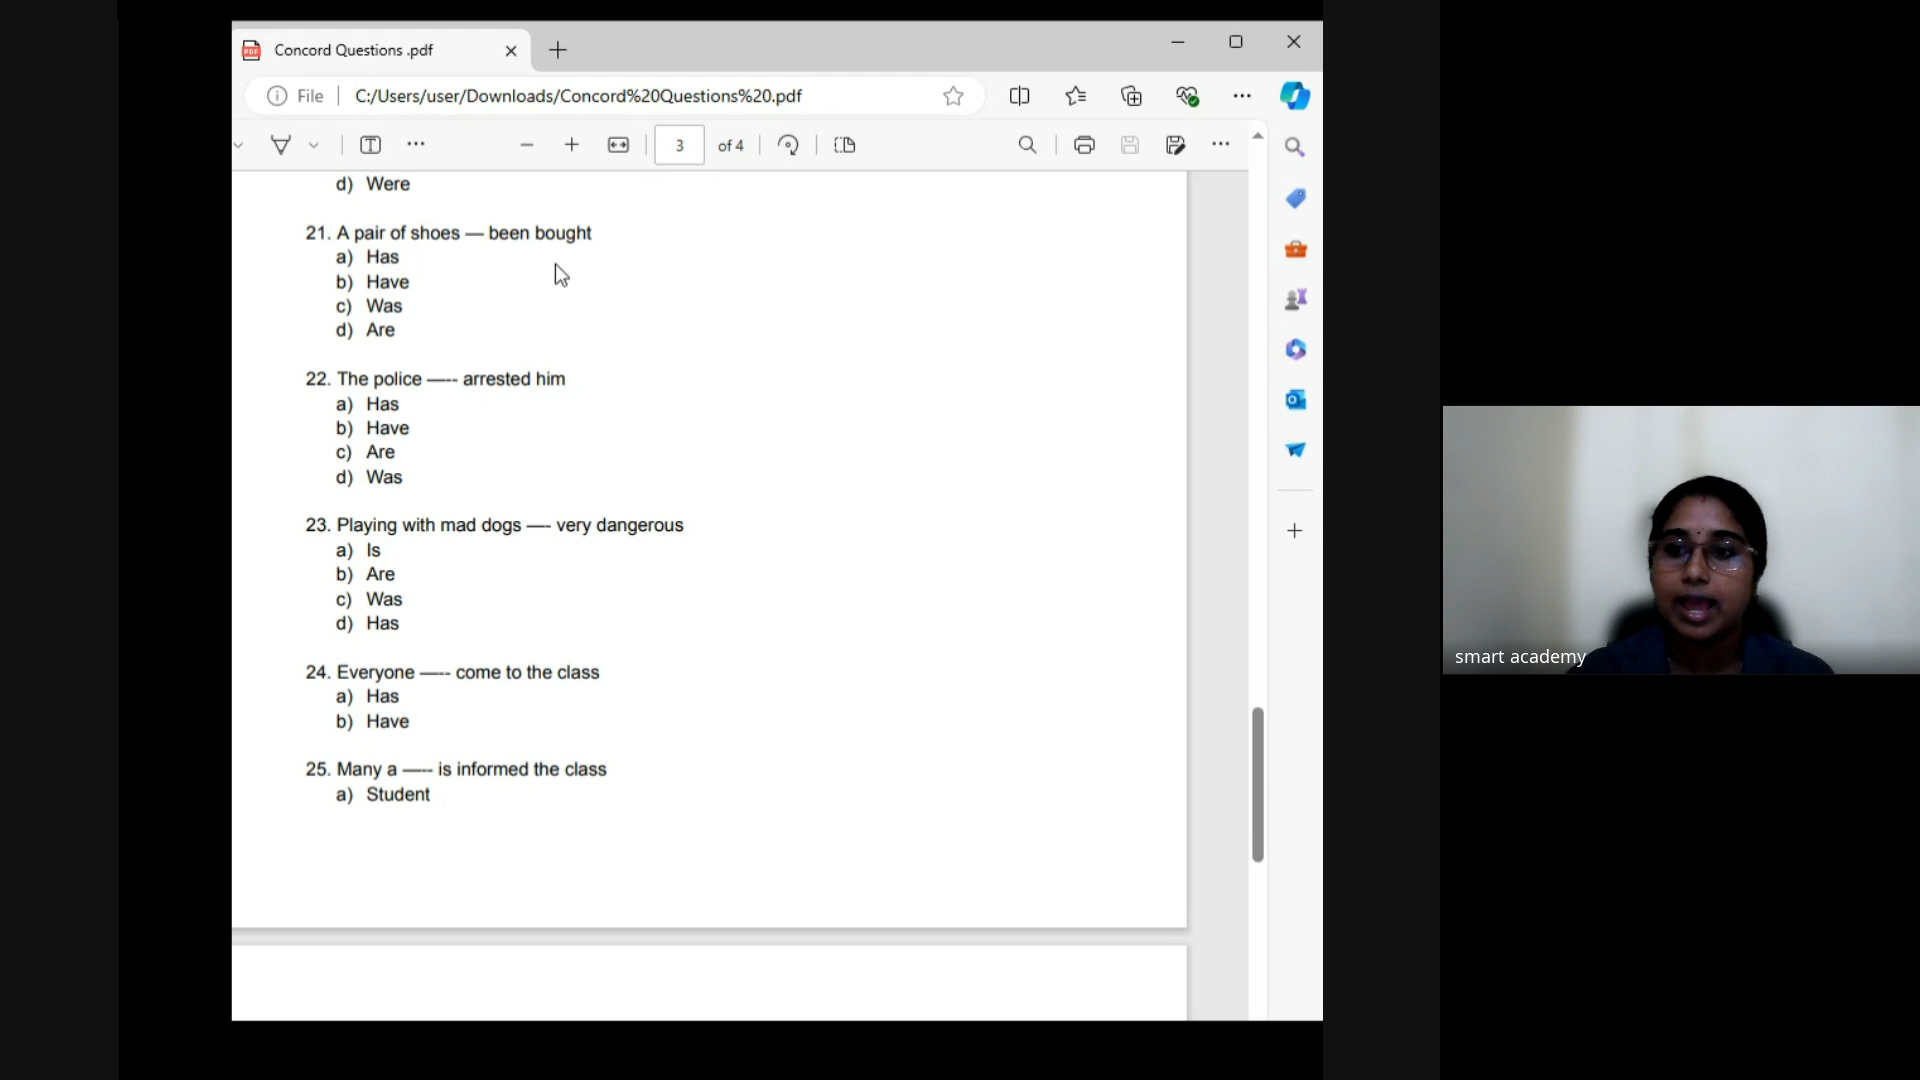 Concord Questions .pdf
File
C:/Users/user/Downloads/Concord%20Questions%20.pdf
3 of 4
d) Were
21. A pair of shoes — been bought
a) Has
b) Have
c) Was
d) Are
22. The police —-- arrested him
a) Has
b) Have
c) Are
d) Was
23. Playing with mad dogs —- very dangerous
a) Is
b) Are
c) Was
d) Has
24. Everyone —-- come to the class
a) Has
b) Have
25. Many a —-- is informed the class
a) Student
smart academy